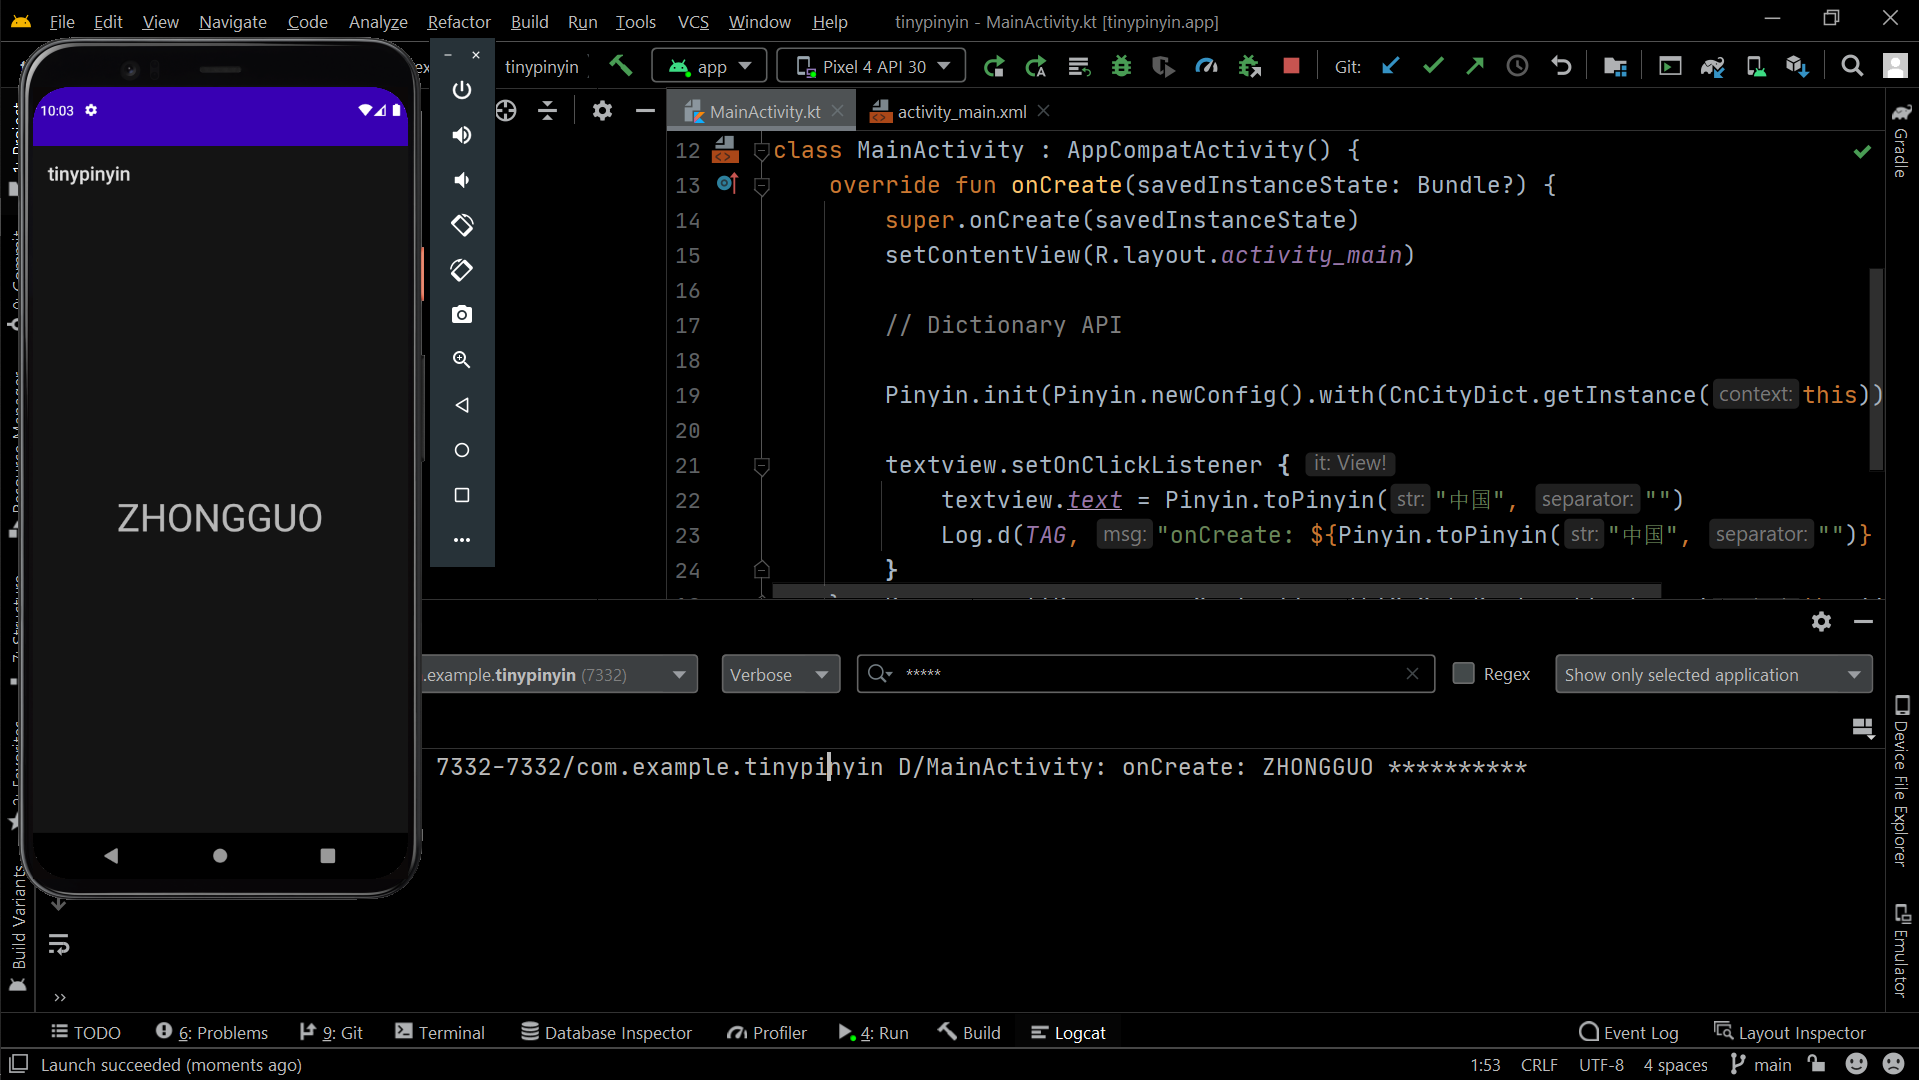 File Edit View Navigate Code Analyze Refactor Build Run Tools VCS Window Help tinypinyin - MainActivity.kt [tinypinyin.app]
tinypinyin app Pixel 4 API 30 Git:
MainActivity.kt activity_main.xml
10:03
tinypinyin
ZHONGGUO
12 class MainActivity : AppCompatActivity() {
13 override fun onCreate(savedInstanceState: Bundle?) {
14 super.onCreate(savedInstanceState)
15 setContentView(R.layout.activity_main)
16
17 // Dictionary API
18
19 Pinyin.init(Pinyin.newConfig().with(CnCityDict.getInstance( context: this))
20
21 textview.setOnClickListener { it: View!
22 textview.text = Pinyin.toPinyin( str: "中国", separator: "")
23 Log.d(TAG, msg: "onCreate: ${Pinyin.toPinyin( str: "中国", separator: "")}
24 }
.example.tinypinyin (7332) Verbose ***** Regex Show only selected application
7332-7332/com.example.tinypinyin D/MainActivity: onCreate: ZHONGGUO **********
Gradle
Device File Explorer
Emulator
Build Variants
TODO 6: Problems 9: Git Terminal Database Inspector Profiler 4: Run Build Logcat Event Log Layout Inspector
Launch succeeded (moments ago) 1:53 CRLF UTF-8 4 spaces main